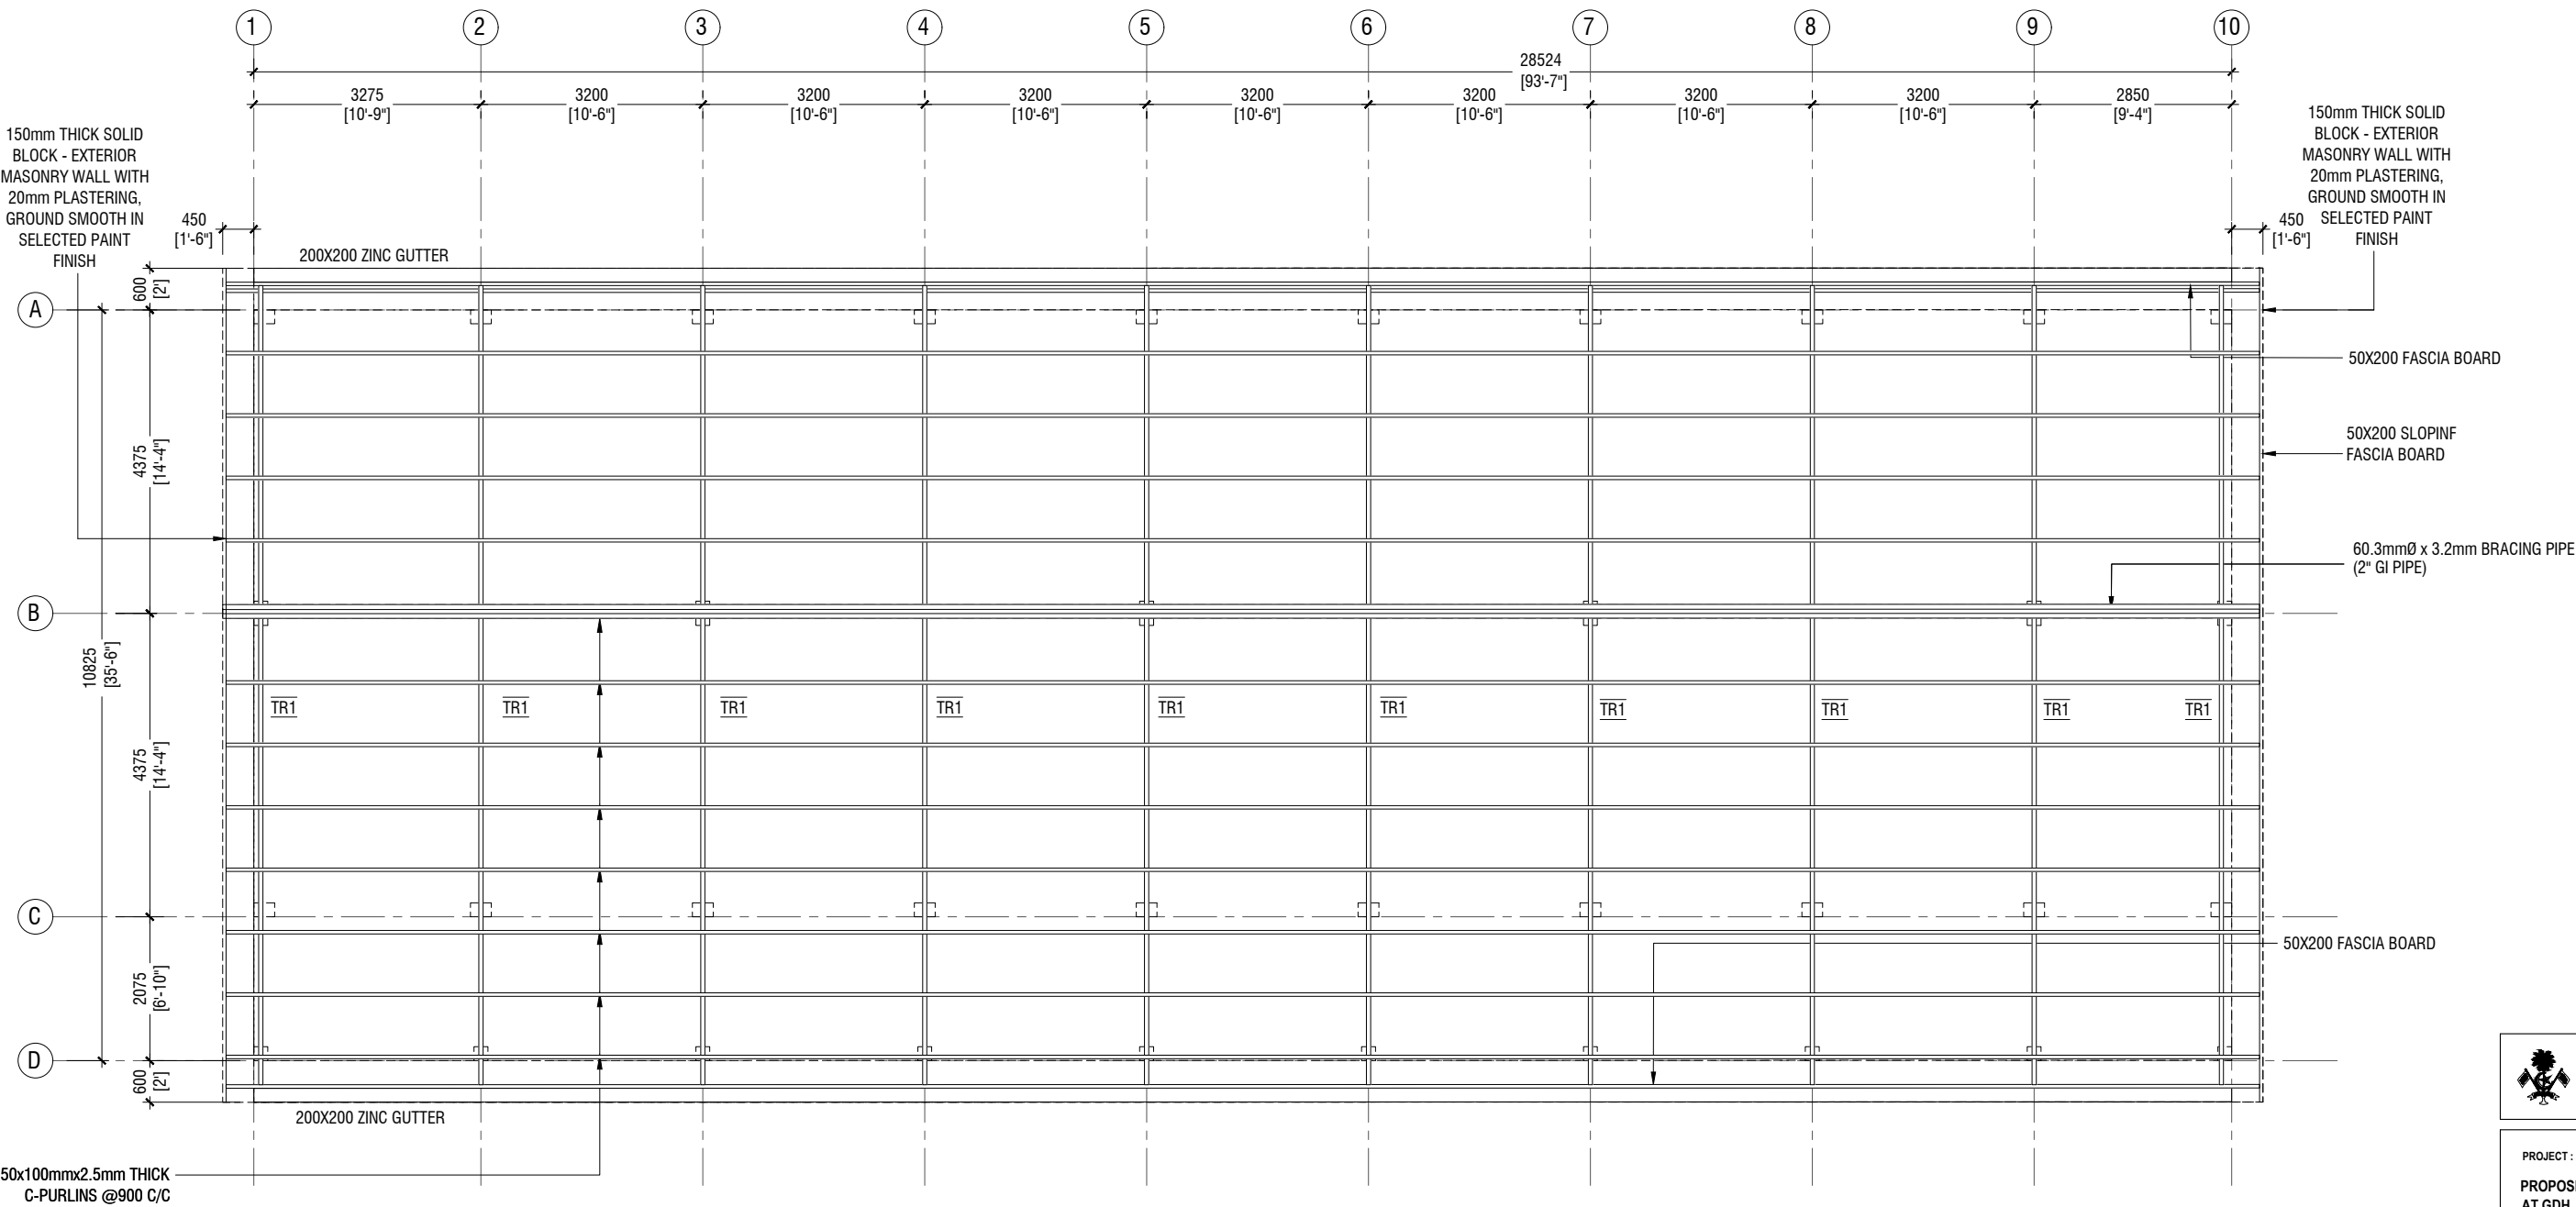 1 2 3 4 5 6 7 8 9 10
28524
[93'-7"]
3275 3200 3200 3200 3200 3200 3200 3200 2850
[10'-9"] [10'-6"] [10'-6"] [10'-6"] [10'-6"] [10'-6"] [10'-6"] [10'-6"] [9'-4"]
150mm THICK SOLID
BLOCK - EXTERIOR
MASONRY WALL WITH
20mm PLASTERING,
GROUND SMOOTH IN
SELECTED PAINT
FINISH
450
[1'-6"]
150mm THICK SOLID
BLOCK - EXTERIOR
MASONRY WALL WITH
20mm PLASTERING,
GROUND SMOOTH IN
SELECTED PAINT
FINISH
450
[1'-6"]
200X200 ZINC GUTTER
600
[2']
A
50X200 FASCIA BOARD
4375
[14'-4"]
50X200 SLOPINF
FASCIA BOARD
60.3mmØ x 3.2mm BRACING PIPE
(2" GI PIPE)
B
10825
[35'-6"]
TR1 TR1 TR1 TR1 TR1 TR1 TR1 TR1 TR1 TR1
4375
[14'-4"]
C
50X200 FASCIA BOARD
2075
[6'-10"]
D
600
[2']
200X200 ZINC GUTTER
50x100mmx2.5mm THICK
C-PURLINS @900 C/C
PROJECT :
AT GDH